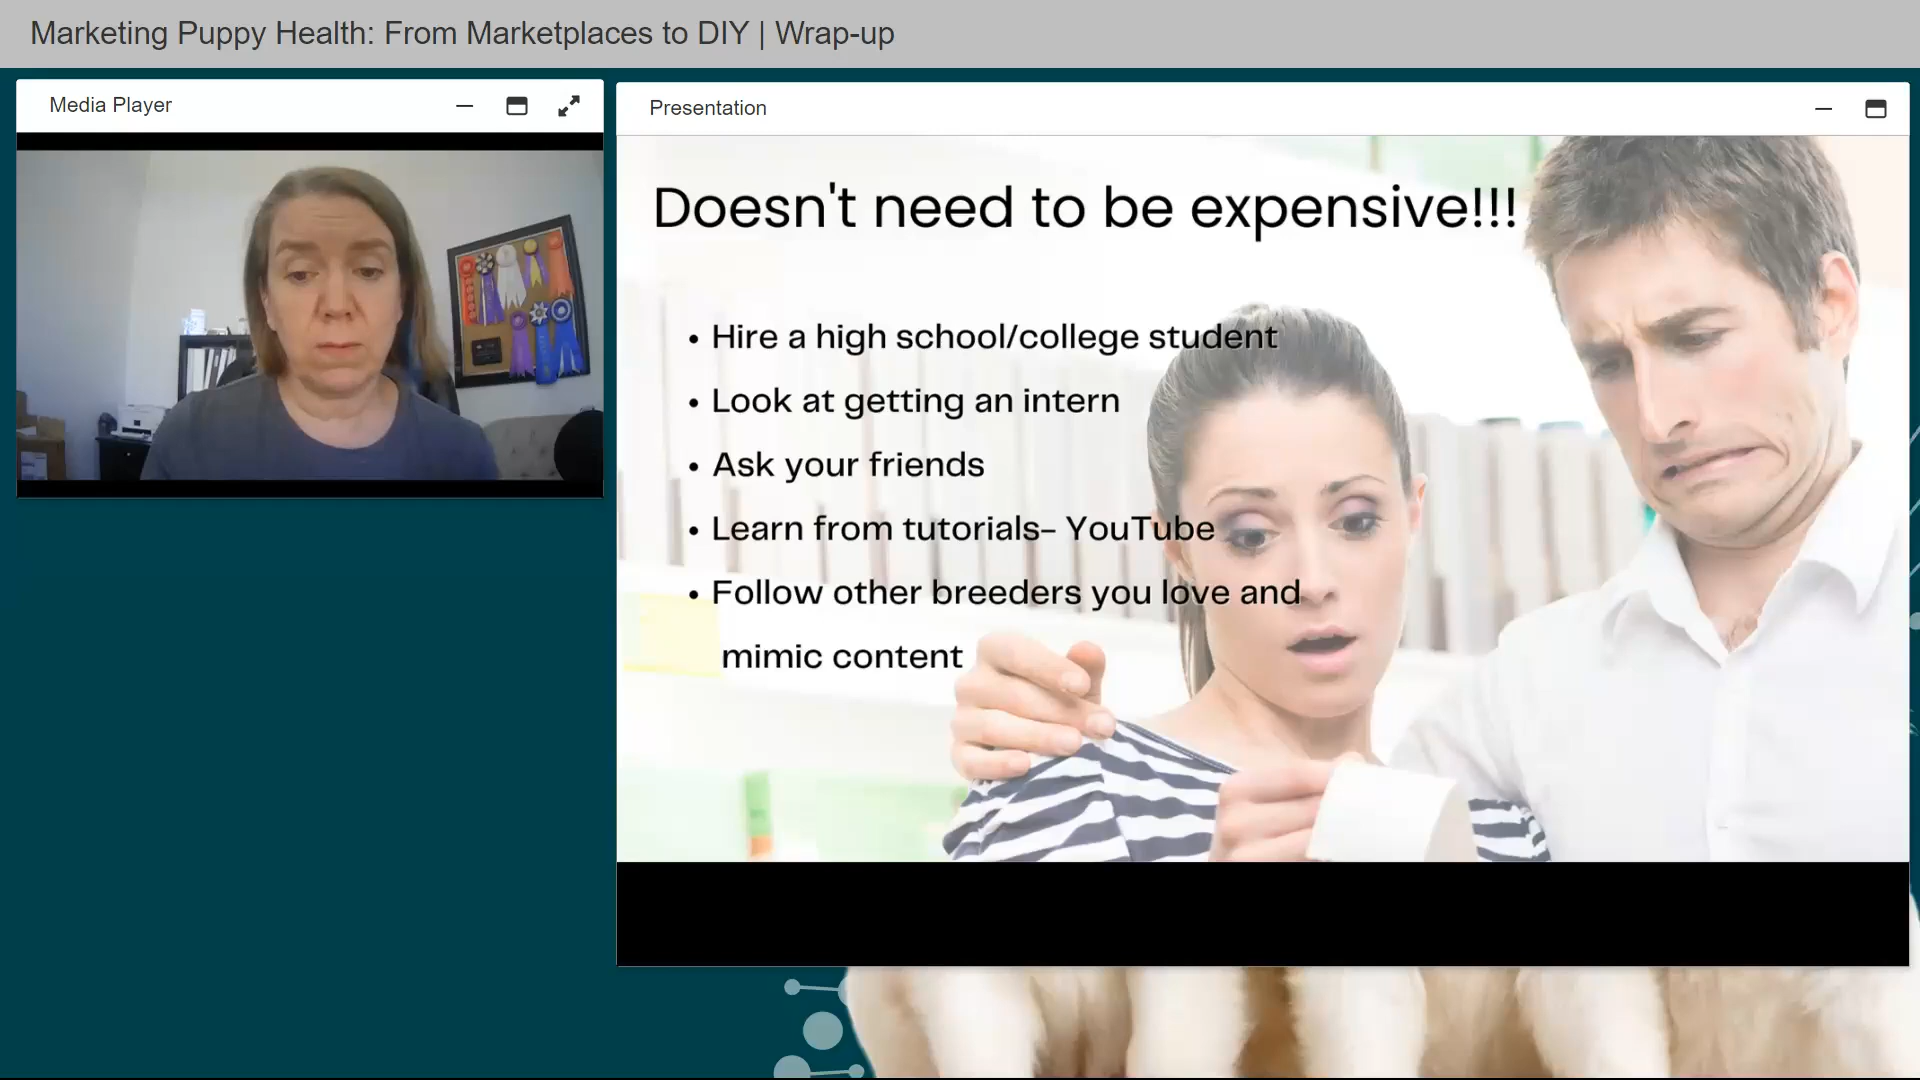 Marketing Puppy Health: From Marketplaces to DIY | Wrap-up
Media Player
Presentation
Doesn't need to be expensive!!!
• Hire a high school/college student
• Look at getting an intern
• Ask your friends
• Learn from tutorials- YouTube
• Follow other breeders you love and
mimic content